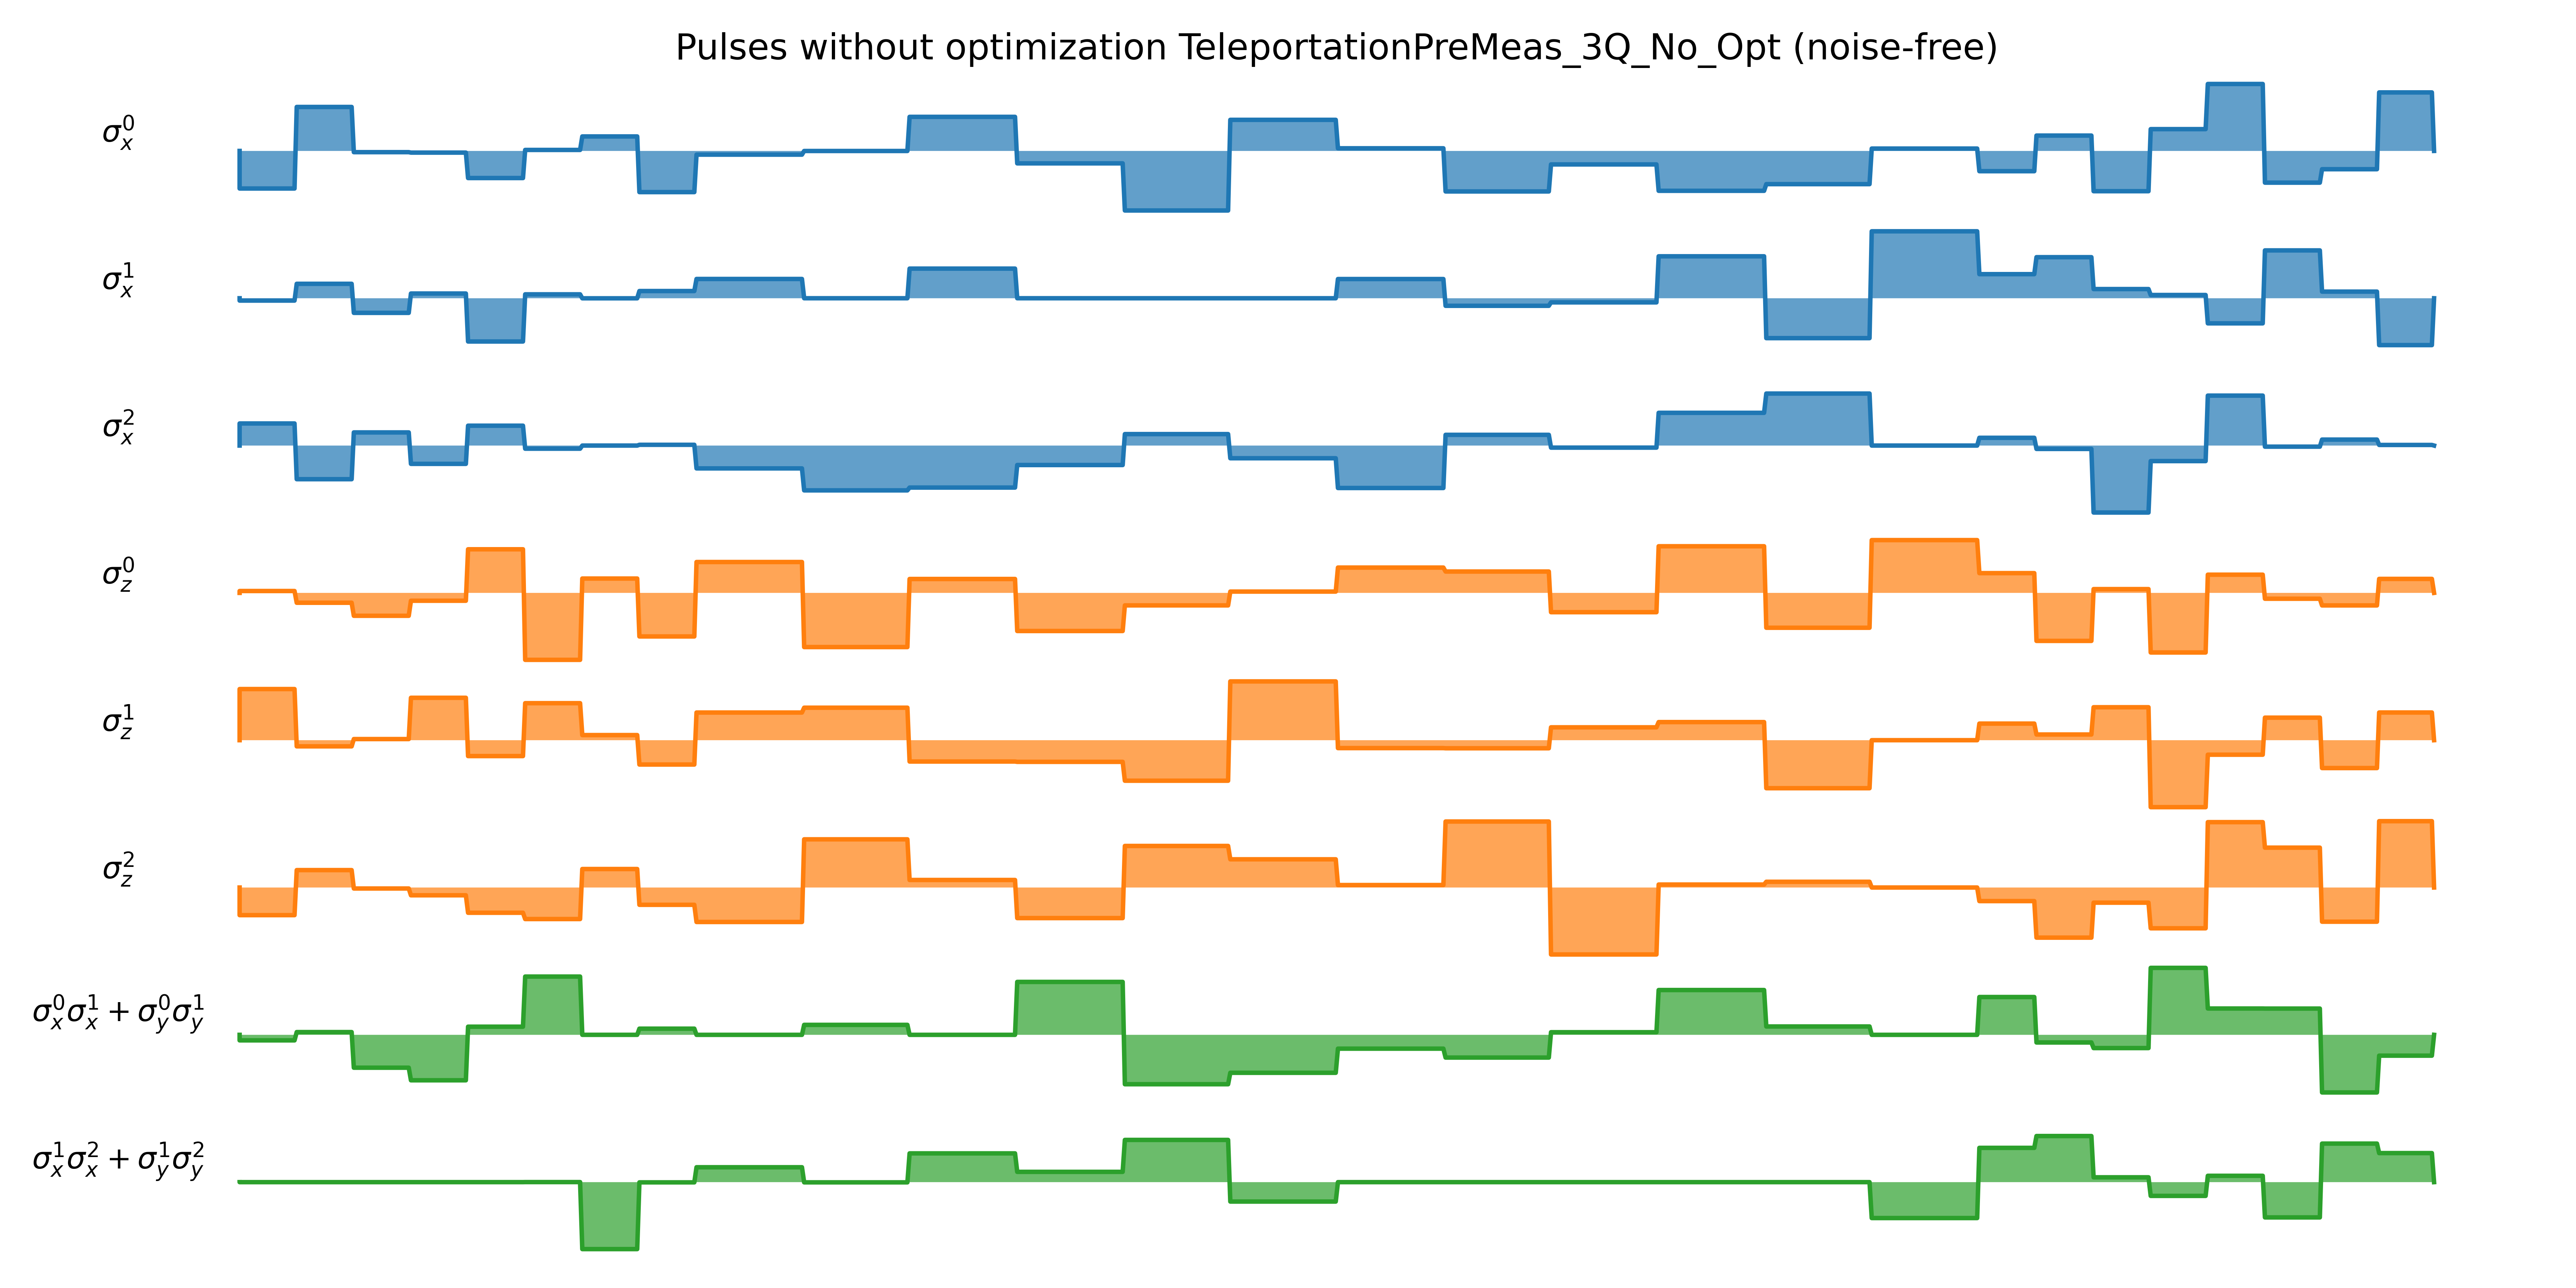 Pulses without optimization TeleportationPreMeas_3Q_No_Opt (noise-free)
σ_x^0
σ_x^1
σ_x^2
σ_z^0
σ_z^1
σ_z^2
σ_x^0σ_x^1 + σ_y^0σ_y^1
σ_x^1σ_x^2 + σ_y^1σ_y^2